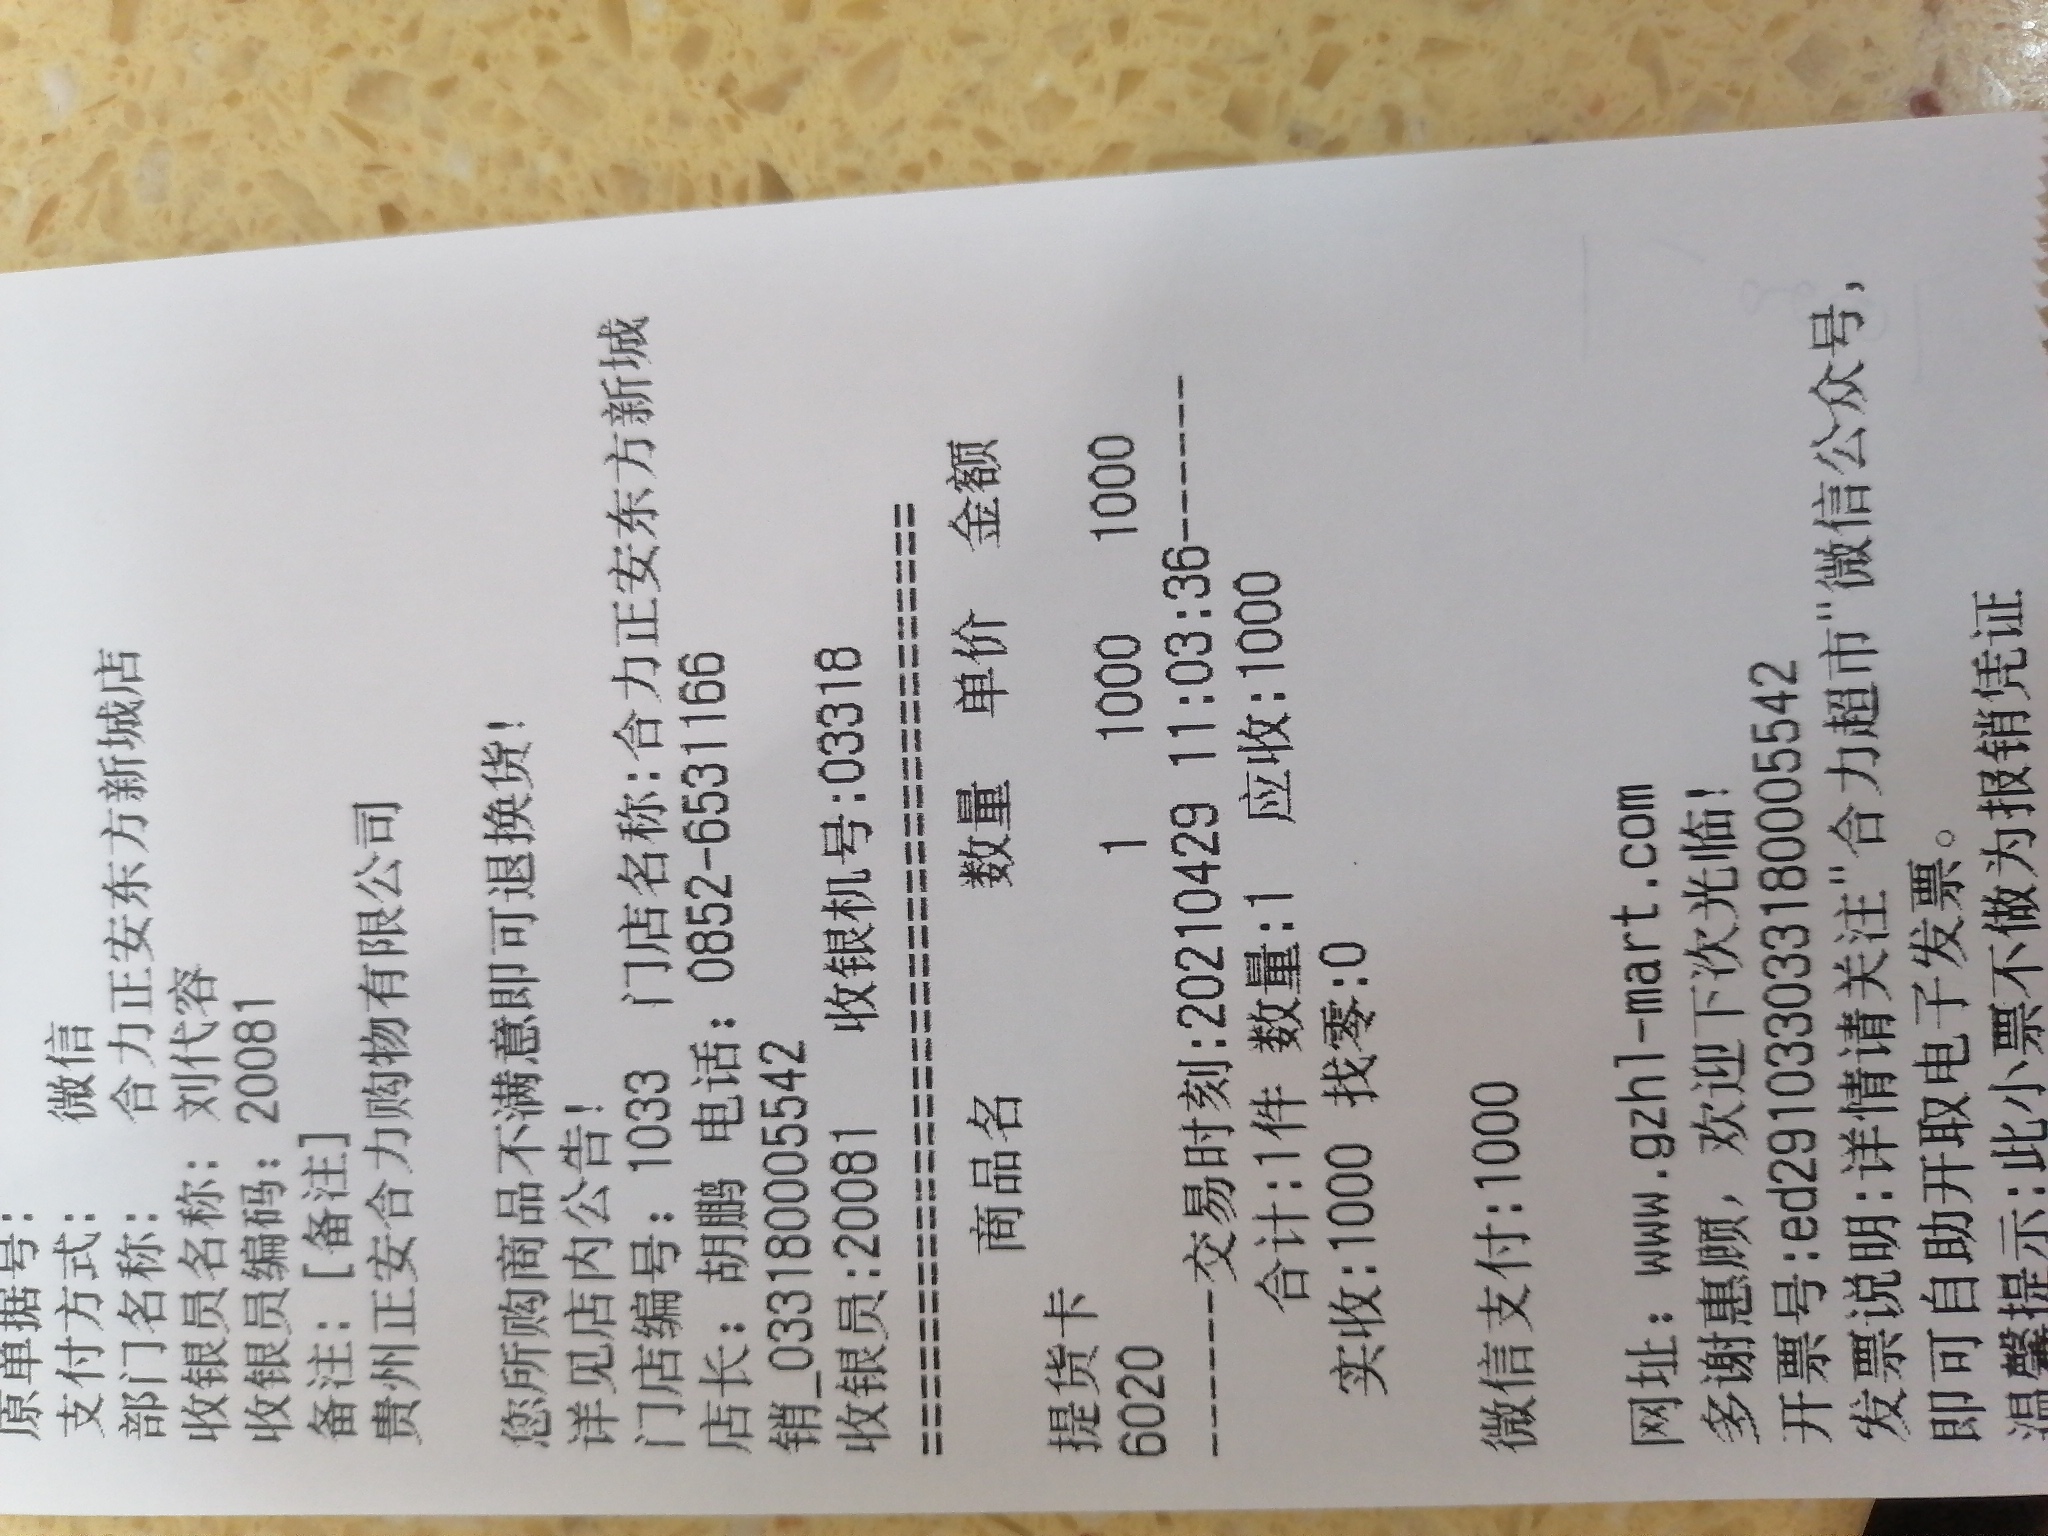 原单据号:
支付方式: 微信
部门名称: 合力正安东方新城店
收银员名称: 刘代容
收银员编码: 20081
备注: [备注]
贵州正安合力购物有限公司
您所购商品不满意即可退换货!
详见店内公告!
门店编号: 1033 门店名称:合力正安东方新城
店长: 胡鹏 电话: 0852-6531166
销_0331800005542
收银员:20081 收银机号:03318
================================
商品名 数量 单价 金额
提货卡
6020 1 1000 1000
--------交易时刻:20210429 11:03:36--------
合计:1件 数量:1 应收:1000
实收:1000 找零:0
微信支付:1000
网址: www.gzhl-mart.com
多谢惠顾, 欢迎下次光临!
开票号:ed29103303318000005542
发票说明:详情请关注"合力超市"微信公众号,
即可自助开取电子发票。
温馨提示:此小票不做为报销凭证